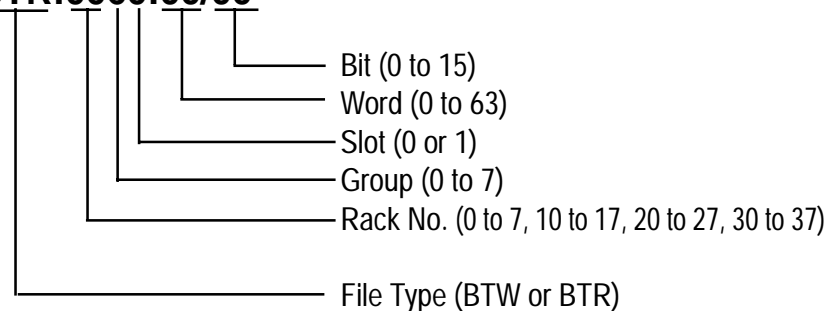 Bit (0 to 15)
Word (0 to 63)
Slot (0 or 1)
Group (0 to 7)
Rack No. (0 to 7, 10 to 17, 20 to 27, 30 to 37)
File Type (BTW or BTR)